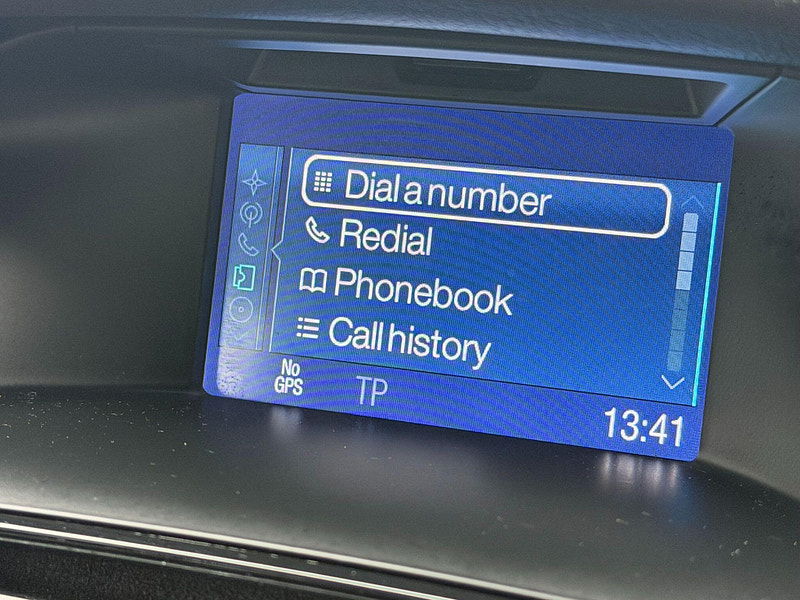 Dial a number
Redial
Phonebook
Call history
No
GPS
TP
13:41